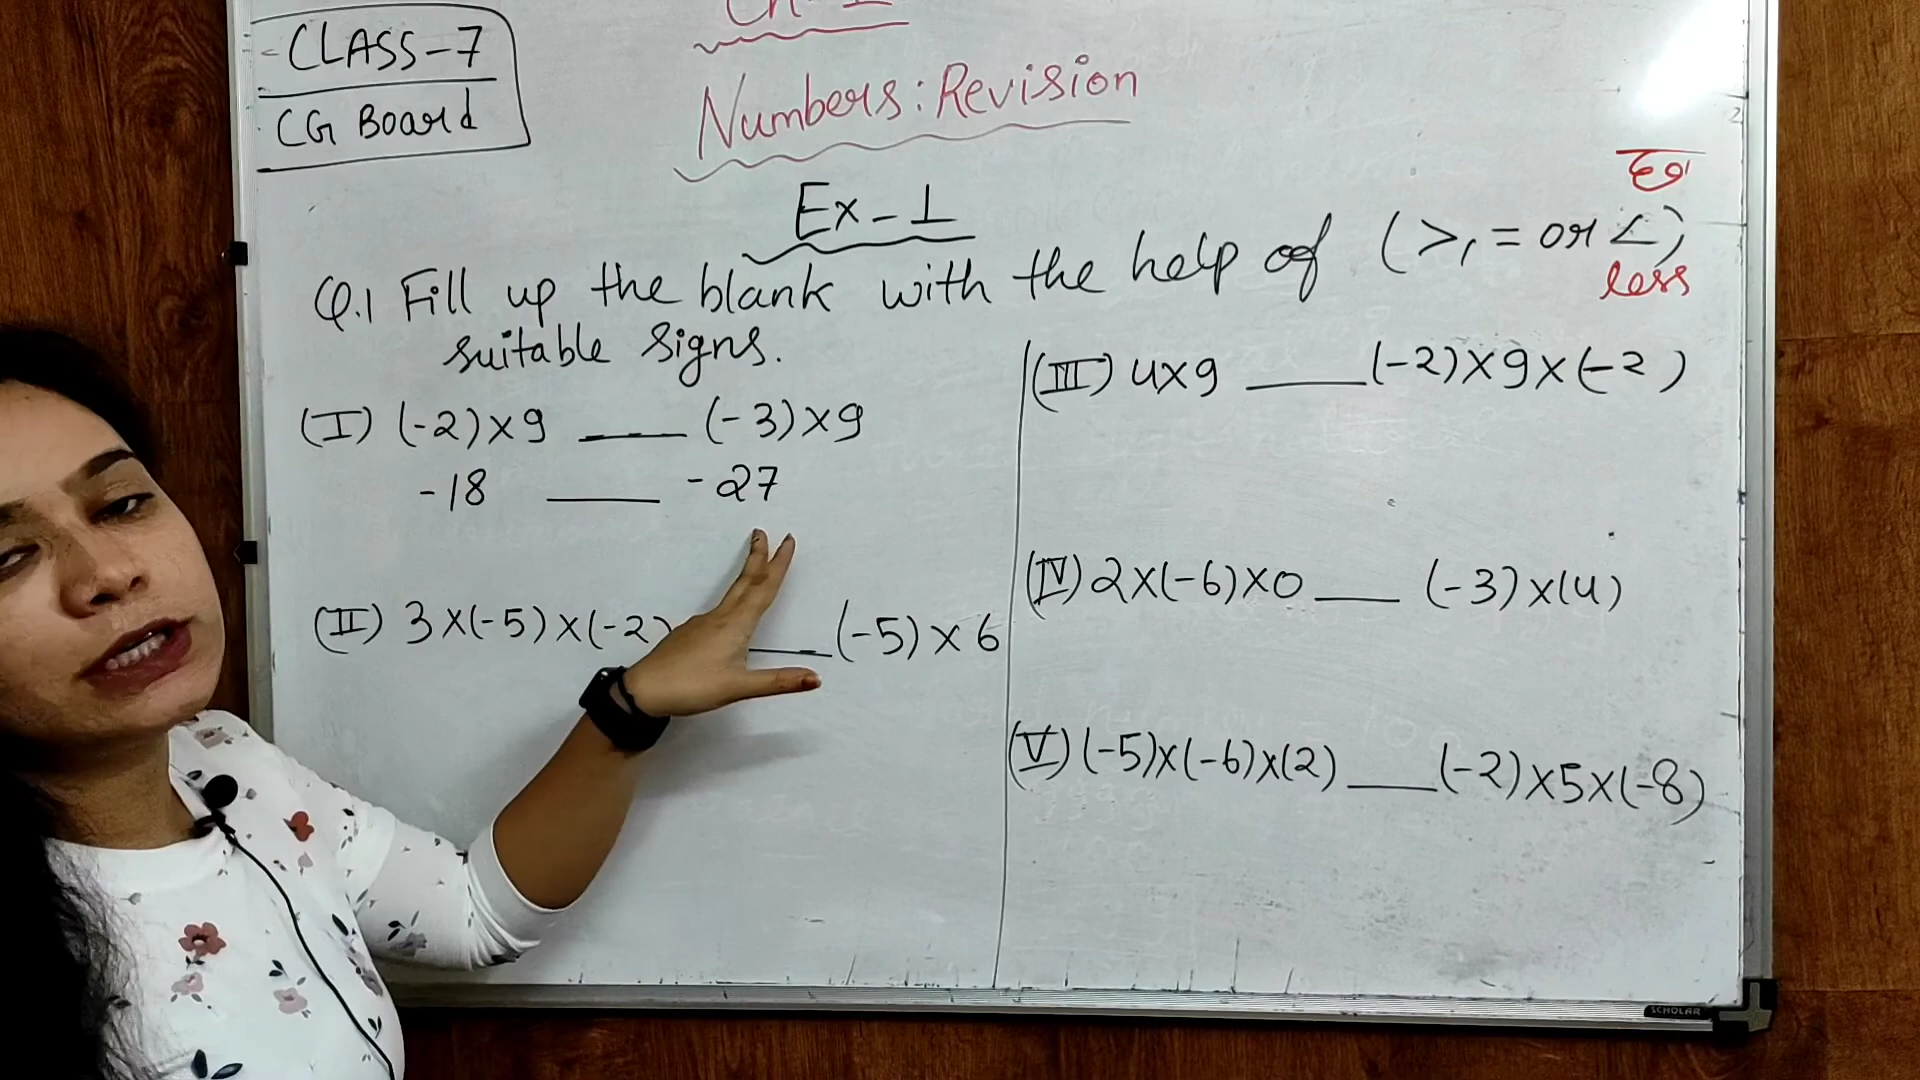 CLASS-7
CG Board
Numbers: Revision
Ex-1
Q.1 Fill up the blank with the help of (>, = or <)
less
suitable signs.
(I) (-2)×9 ____ (-3)×9
-18 ____ -27
(II) 3×(-5)×(-2) ____ (-5)×6
(III) 4×9 ____ (-2)×9×(-2)
(IV) 2×(-6)×0 ____ (-3)×(4)
(V) (-5)×(-6)×(2) ____ (-2)×5×(-8)
SCHOLAR